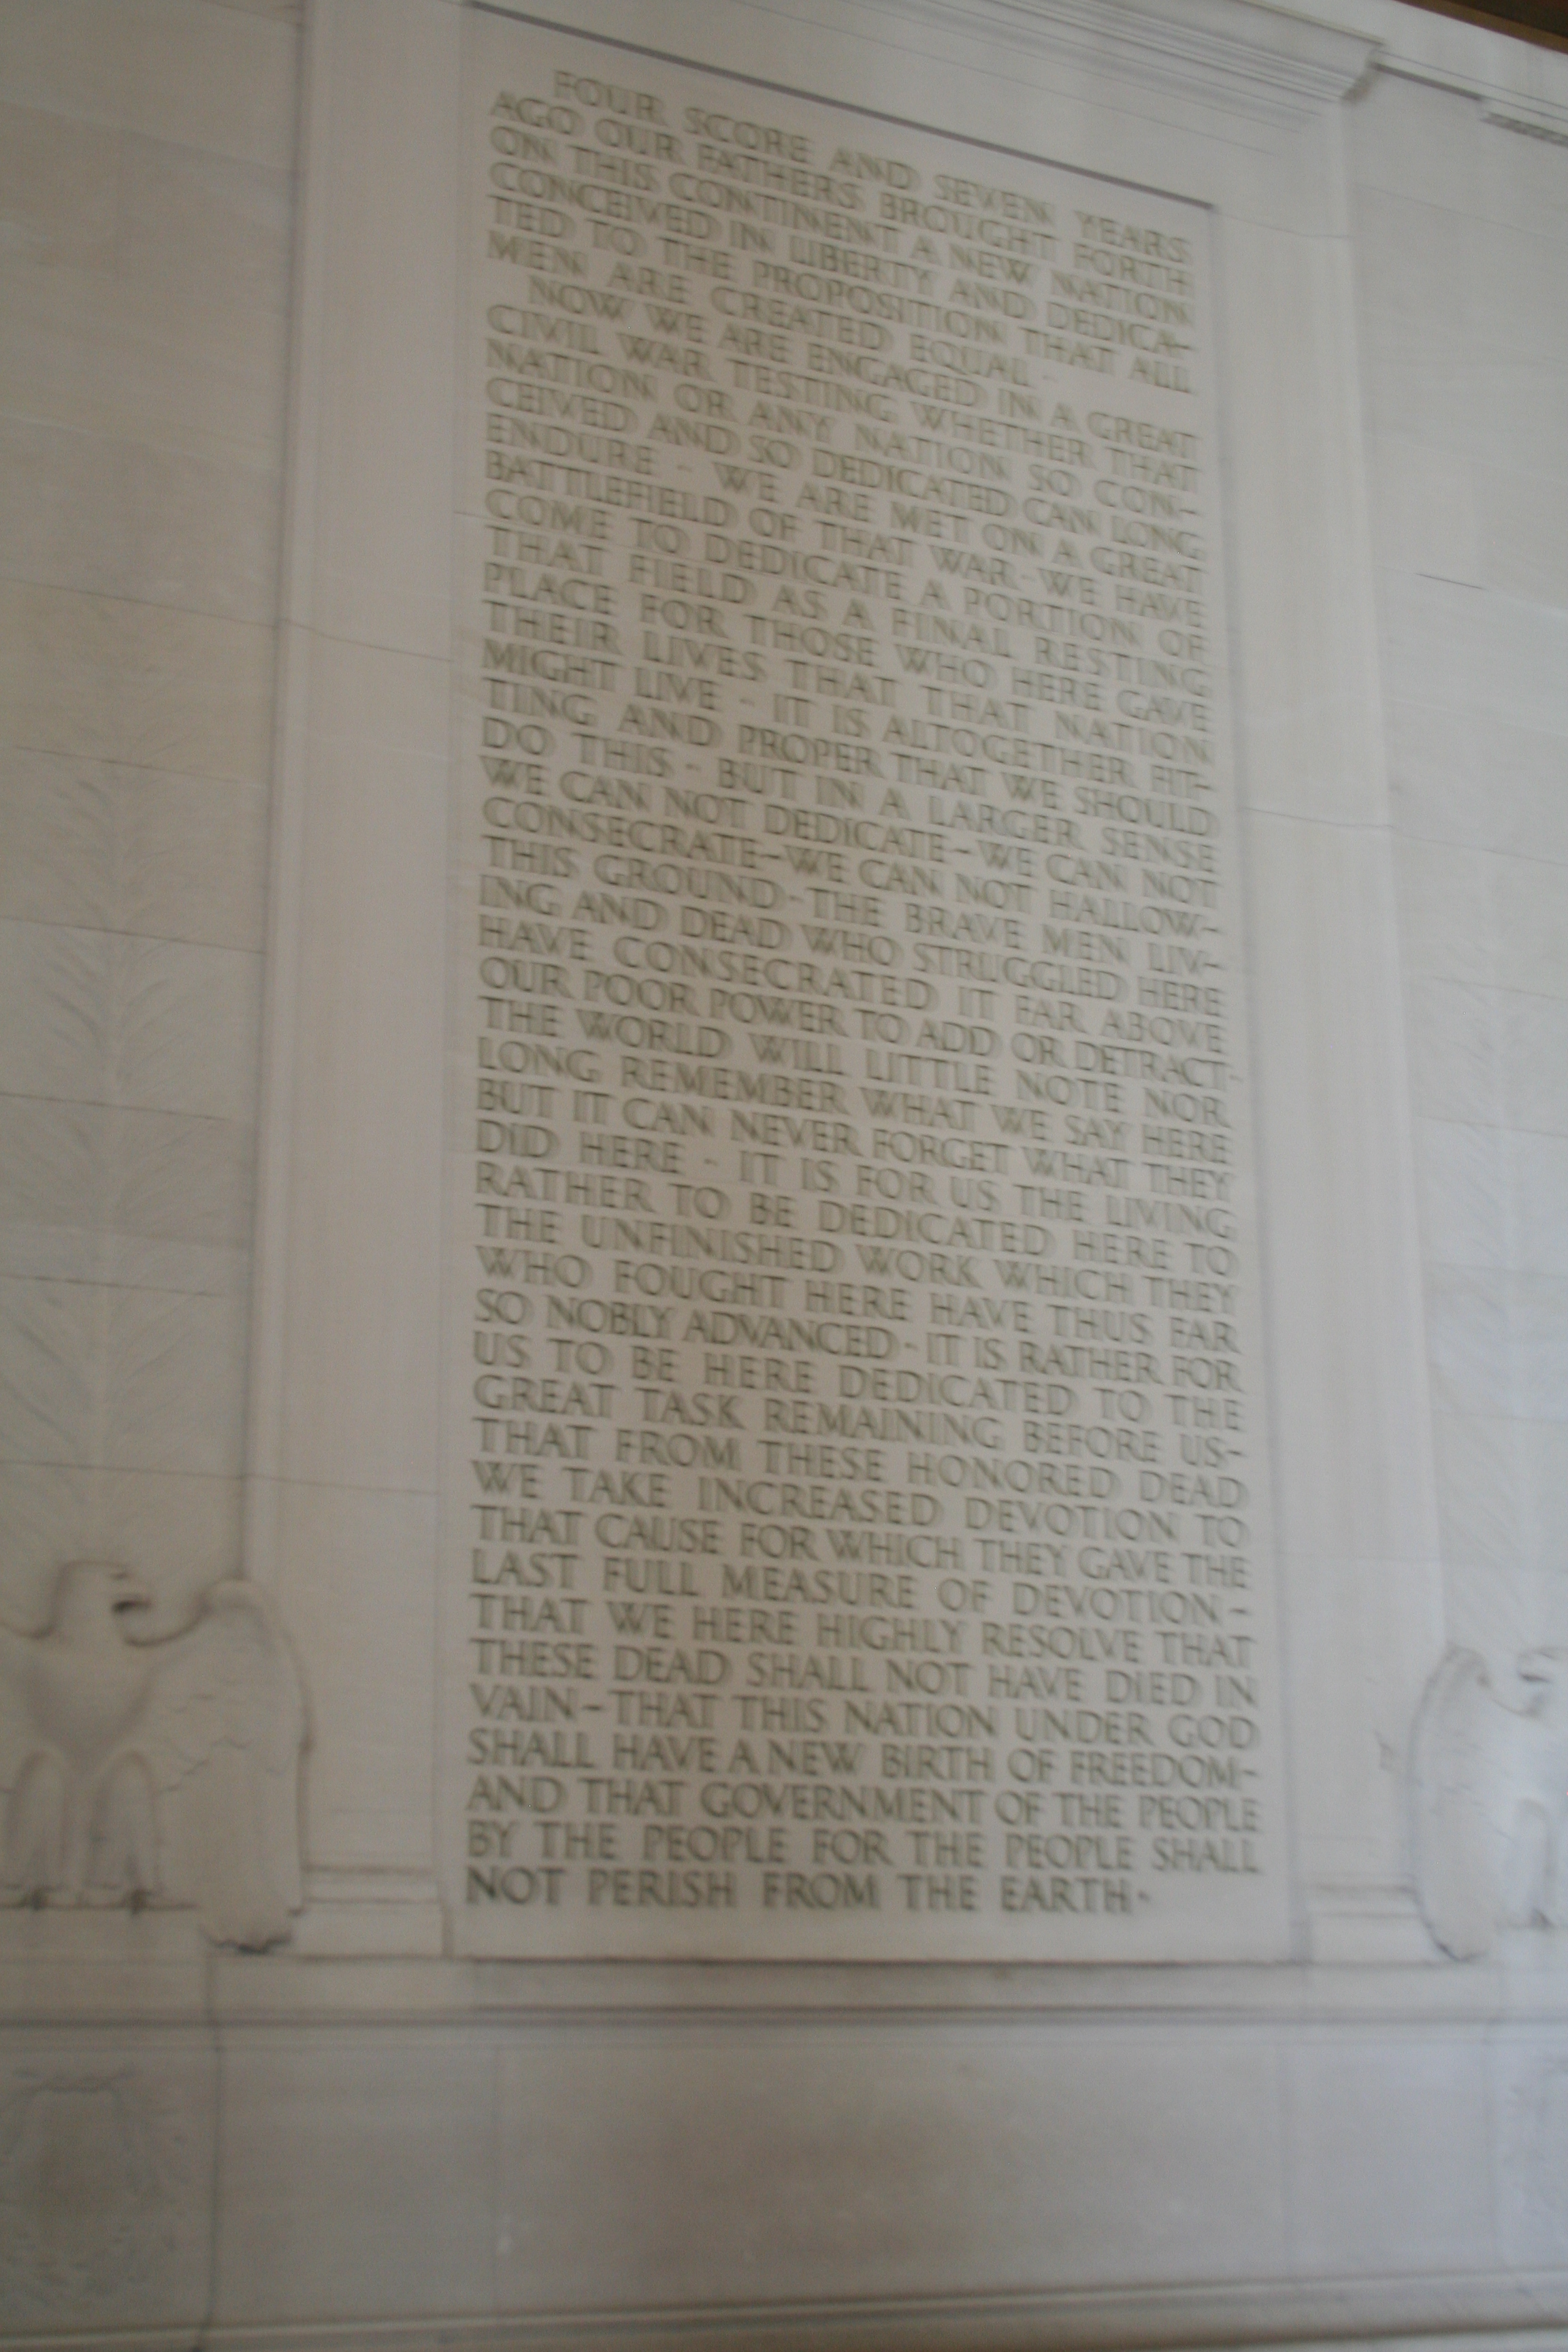 FOUR SCORE AND SEVEN YEARS
AGO OUR FATHERS BROUGHT FORTH
ON THIS CONTINENT A NEW NATION
CONCEIVED IN LIBERTY AND DEDICA-
TED TO THE PROPOSITION THAT ALL
MEN ARE CREATED EQUAL ·
NOW WE ARE ENGAGED IN A GREAT
CIVIL WAR TESTING WHETHER THAT
NATION OR ANY NATION SO CON-
CEIVED AND SO DEDICATED CAN LONG
ENDURE · WE ARE MET ON A GREAT
BATTLEFIELD OF THAT WAR · WE HAVE
COME TO DEDICATE A PORTION OF
THAT FIELD AS A FINAL RESTING
PLACE FOR THOSE WHO HERE GAVE
THEIR LIVES THAT THAT NATION
MIGHT LIVE · IT IS ALTOGETHER FIT-
TING AND PROPER THAT WE SHOULD
DO THIS · BUT IN A LARGER SENSE
WE CAN NOT DEDICATE – WE CAN NOT
CONSECRATE – WE CAN NOT HALLOW –
THIS GROUND · THE BRAVE MEN LIV-
ING AND DEAD WHO STRUGGLED HERE
HAVE CONSECRATED IT FAR ABOVE
OUR POOR POWER TO ADD OR DETRACT ·
THE WORLD WILL LITTLE NOTE NOR
LONG REMEMBER WHAT WE SAY HERE
BUT IT CAN NEVER FORGET WHAT THEY
DID HERE · IT IS FOR US THE LIVING
RATHER TO BE DEDICATED HERE TO
THE UNFINISHED WORK WHICH THEY
WHO FOUGHT HERE HAVE THUS FAR
SO NOBLY ADVANCED · IT IS RATHER FOR
US TO BE HERE DEDICATED TO THE
GREAT TASK REMAINING BEFORE US –
THAT FROM THESE HONORED DEAD
WE TAKE INCREASED DEVOTION TO
THAT CAUSE FOR WHICH THEY GAVE THE
LAST FULL MEASURE OF DEVOTION –
THAT WE HERE HIGHLY RESOLVE THAT
THESE DEAD SHALL NOT HAVE DIED IN
VAIN – THAT THIS NATION UNDER GOD
SHALL HAVE A NEW BIRTH OF FREEDOM –
AND THAT GOVERNMENT OF THE PEOPLE
BY THE PEOPLE FOR THE PEOPLE SHALL
NOT PERISH FROM THE EARTH ·